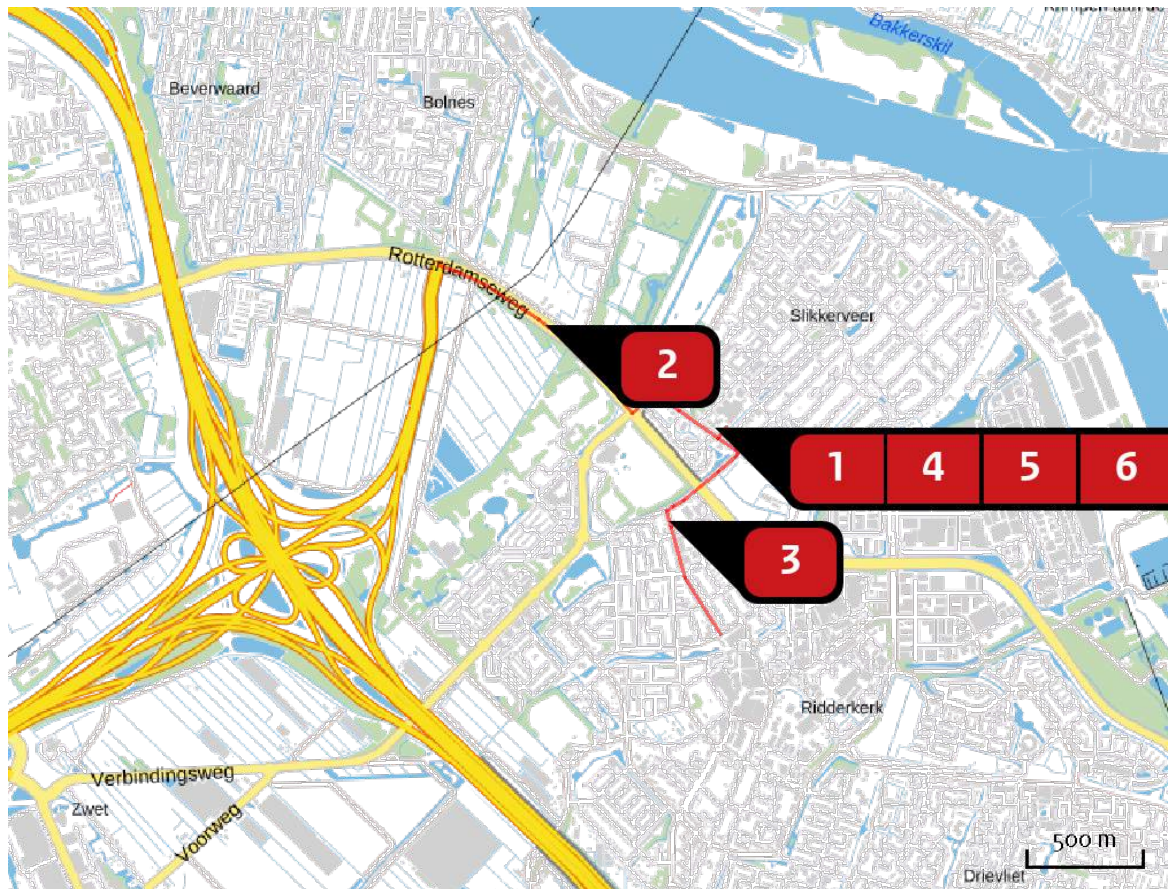 Bakkerskil
Beverwaard
Bolnes
Rotterdamseweg
Slikkerveer
2
1 4 5 6
3
Ridderkerk
Verbindingsweg
Zwet
Voorweg
500 m
Drievliet